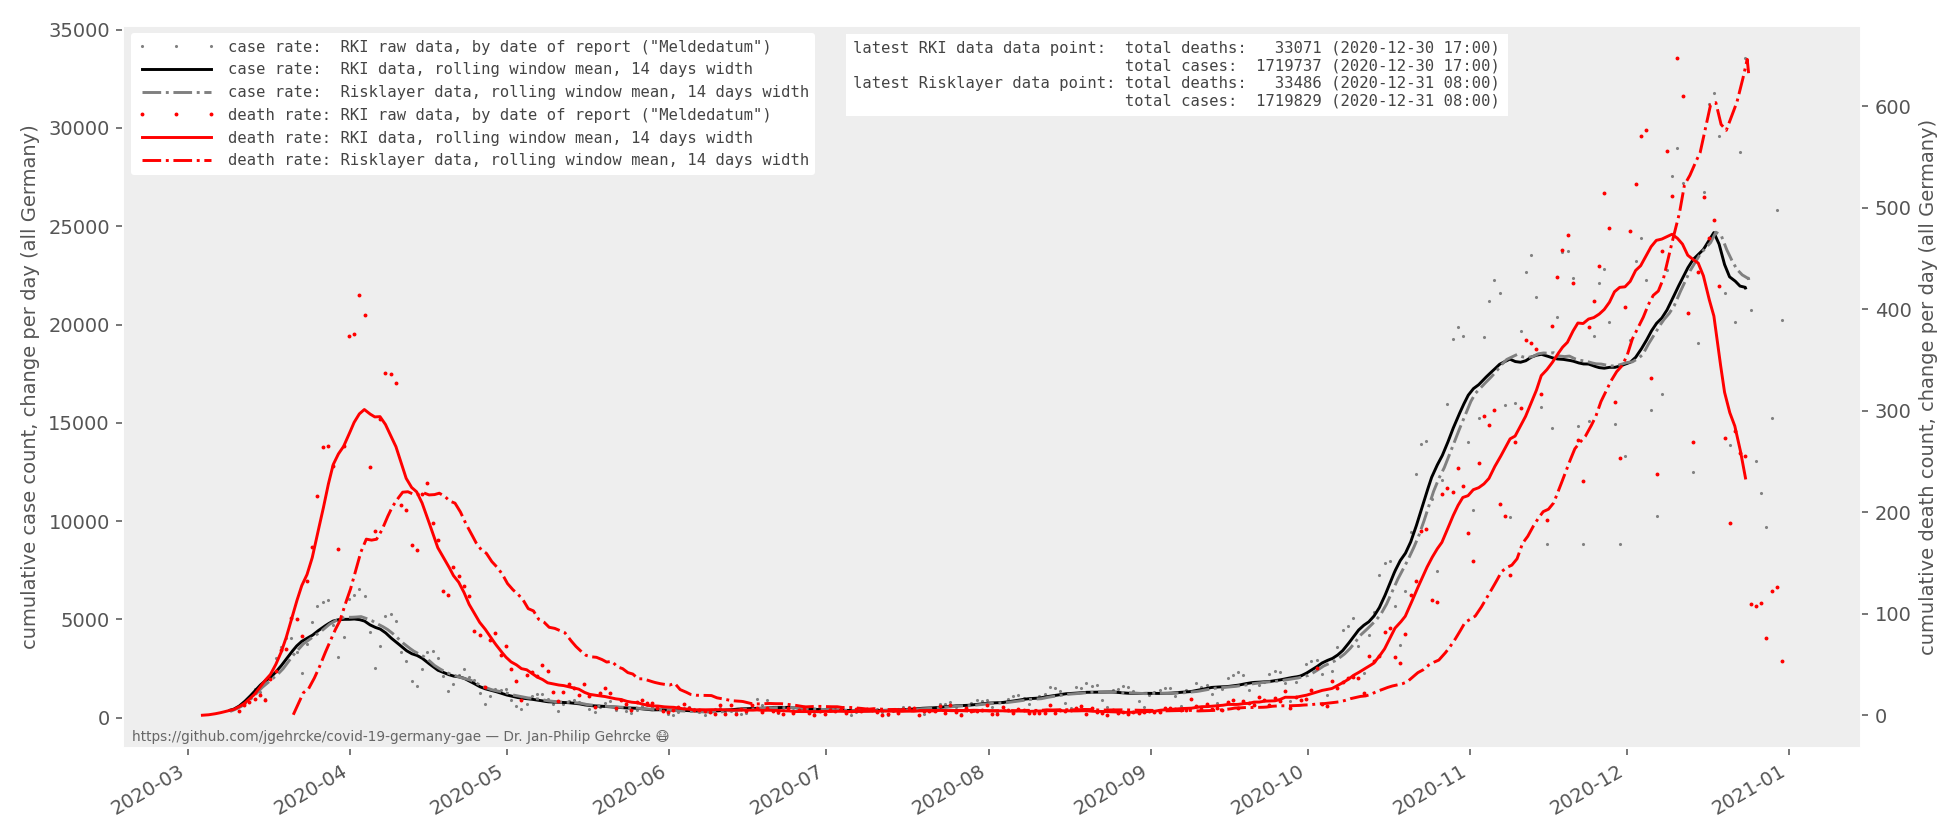 35000
30000
25000
20000
15000
10000
5000
0
cumulative case count, change per day (all Germany)
case rate:  RKI raw data, by date of report ("Meldedatum")
case rate:  RKI data, rolling window mean, 14 days width
case rate:  Risklayer data, rolling window mean, 14 days width
death rate: RKI raw data, by date of report ("Meldedatum")
death rate: RKI data, rolling window mean, 14 days width
death rate: Risklayer data, rolling window mean, 14 days width
latest RKI data data point:  total deaths:   33071 (2020-12-30 17:00)
total cases:  1719737 (2020-12-30 17:00)
latest Risklayer data point: total deaths:   33486 (2020-12-31 08:00)
total cases:  1719829 (2020-12-31 08:00)
600
500
400
300
200
100
0
cumulative death count, change per day (all Germany)
https://github.com/jgehrcke/covid-19-germany-gae — Dr. Jan-Philip Gehrcke 😷
2020-03
2020-04
2020-05
2020-06
2020-07
2020-08
2020-09
2020-10
2020-11
2020-12
2021-01